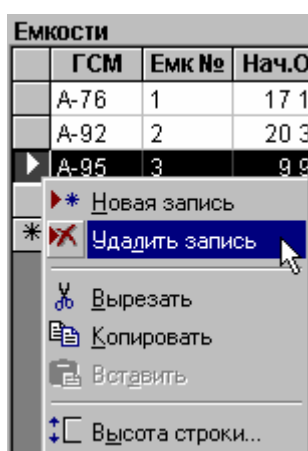 Емкости
ГСМ Емк № Нач.О
А-76 1 17 1
А-92 2 20 3
А-95 3 9 9
Новая запись
Удалить запись
Вырезать
Копировать
Вставить
Высота строки...